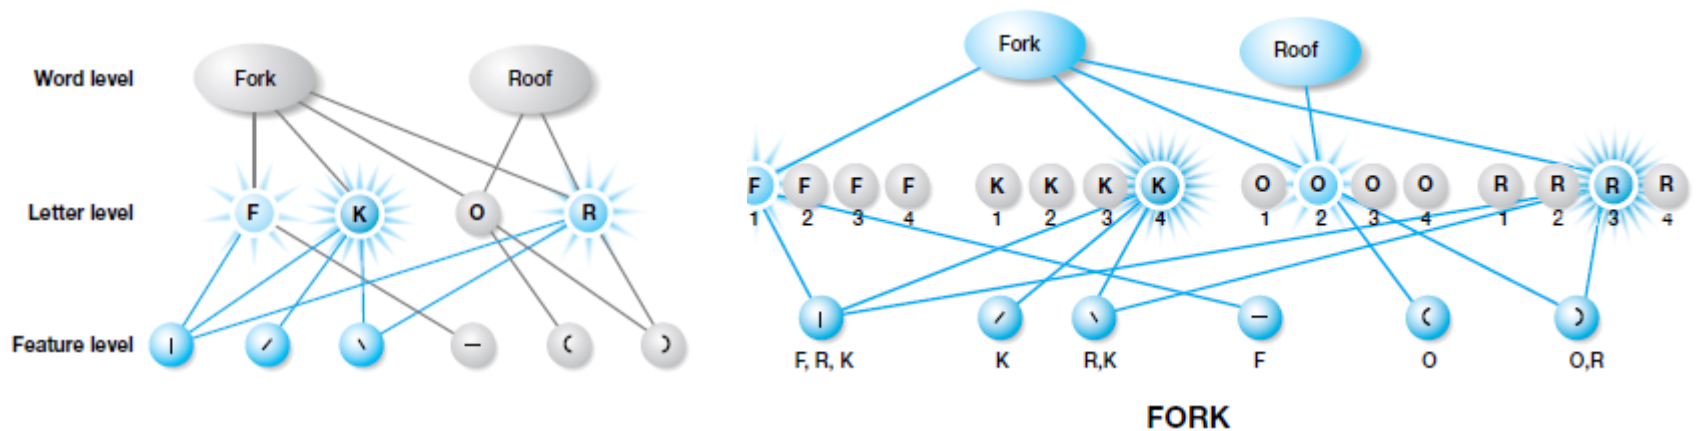 Word level Fork Roof
Letter level F K O R
Feature level | / \ — ( )
Fork Roof
F F F F K K K K O O O O R R R R
1 2 3 4 1 2 3 4 1 2 3 4 1 2 3 4
| / \ — ( )
F, R, K K R,K F O O,R
FORK